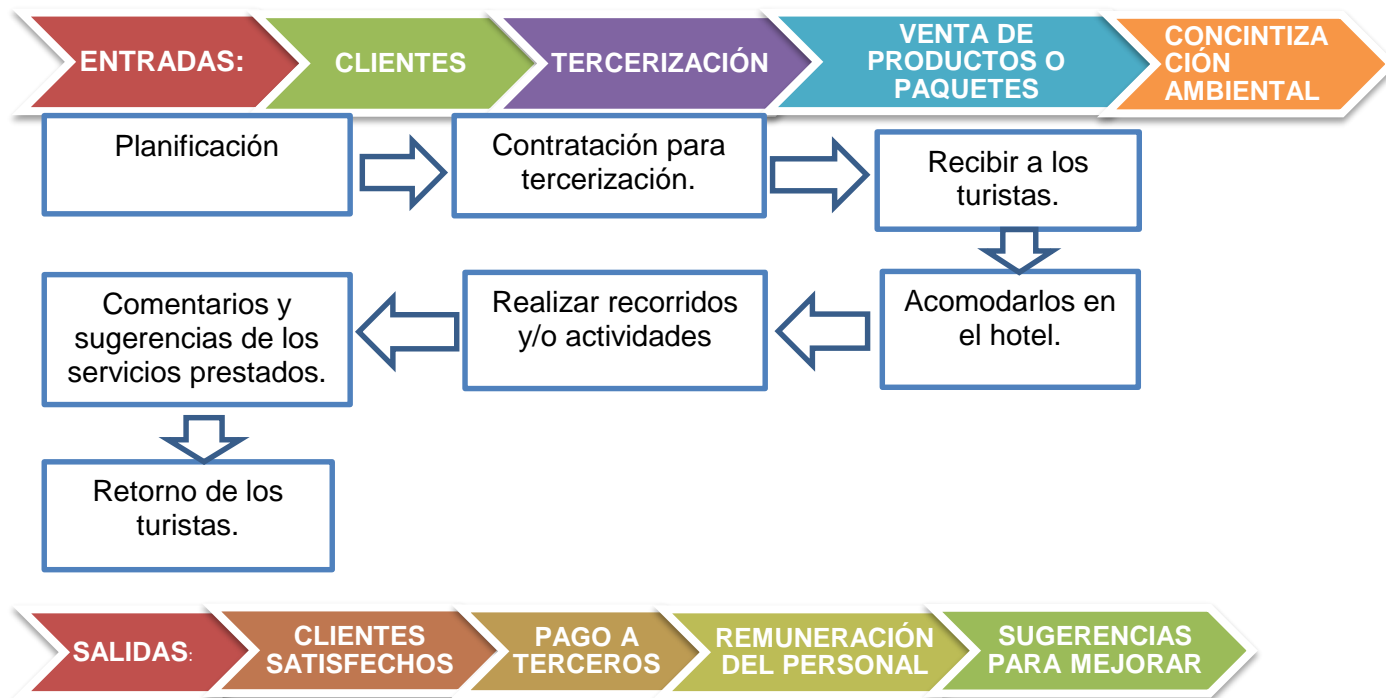 ENTRADAS:
CLIENTES
TERCERIZACIÓN
VENTA DE
PRODUCTOS O
PAQUETES
CONCINTIZA
CIÓN
AMBIENTAL
Planificación
Contratación para
tercerización.
Recibir a los
turistas.
Acomodarlos en
el hotel.
Realizar recorridos
y/o actividades
Comentarios y
sugerencias de los
servicios prestados.
Retorno de los
turistas.
SALIDAS:
CLIENTES
SATISFECHOS
PAGO A
TERCEROS
REMUNERACIÓN
DEL PERSONAL
SUGERENCIAS
PARA MEJORAR